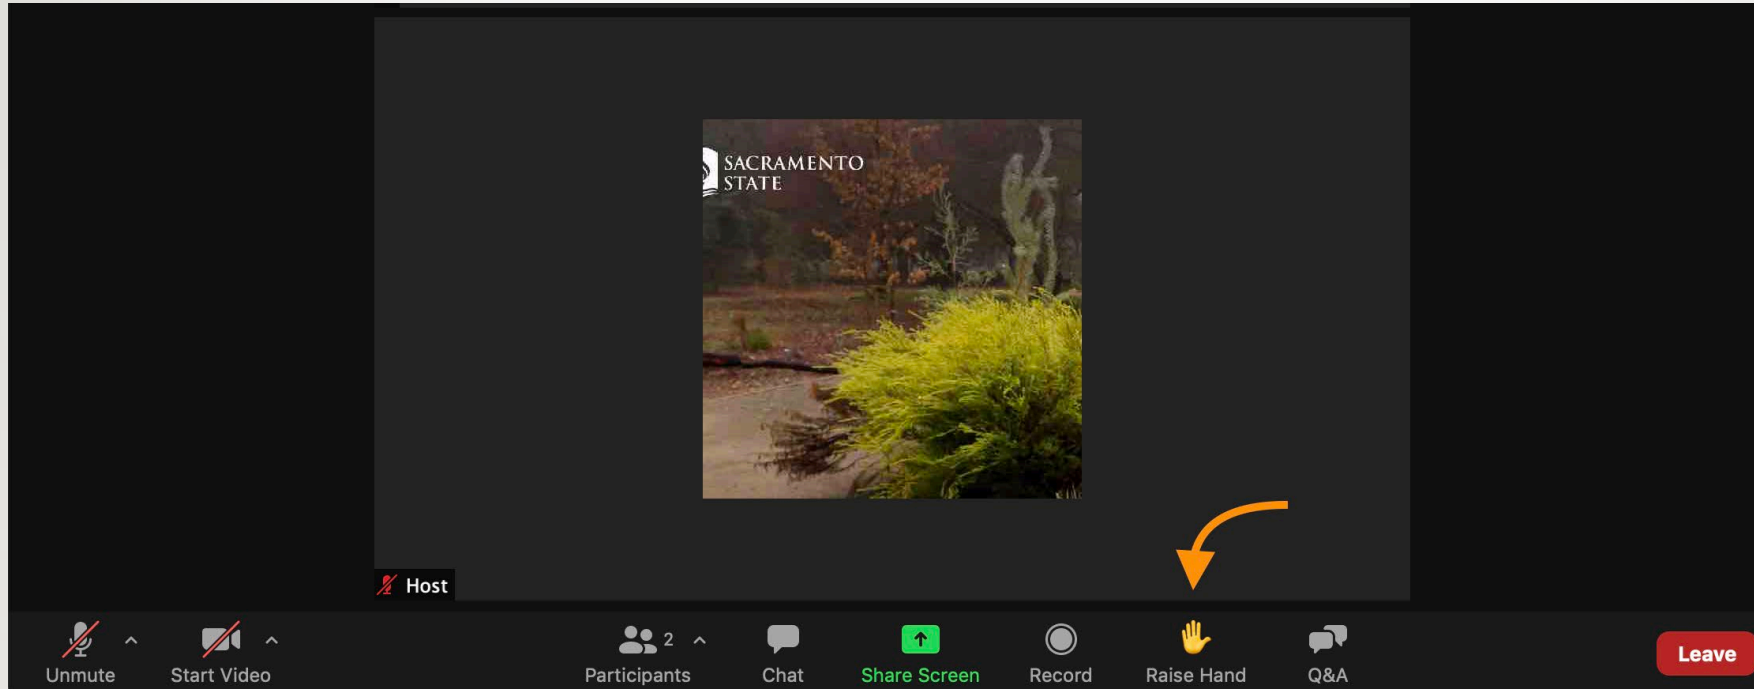 SACRAMENTO
STATE
Host
2
Unmute
Start Video
Participants
Chat
Share Screen
Record
Raise Hand
Q&A
Leave